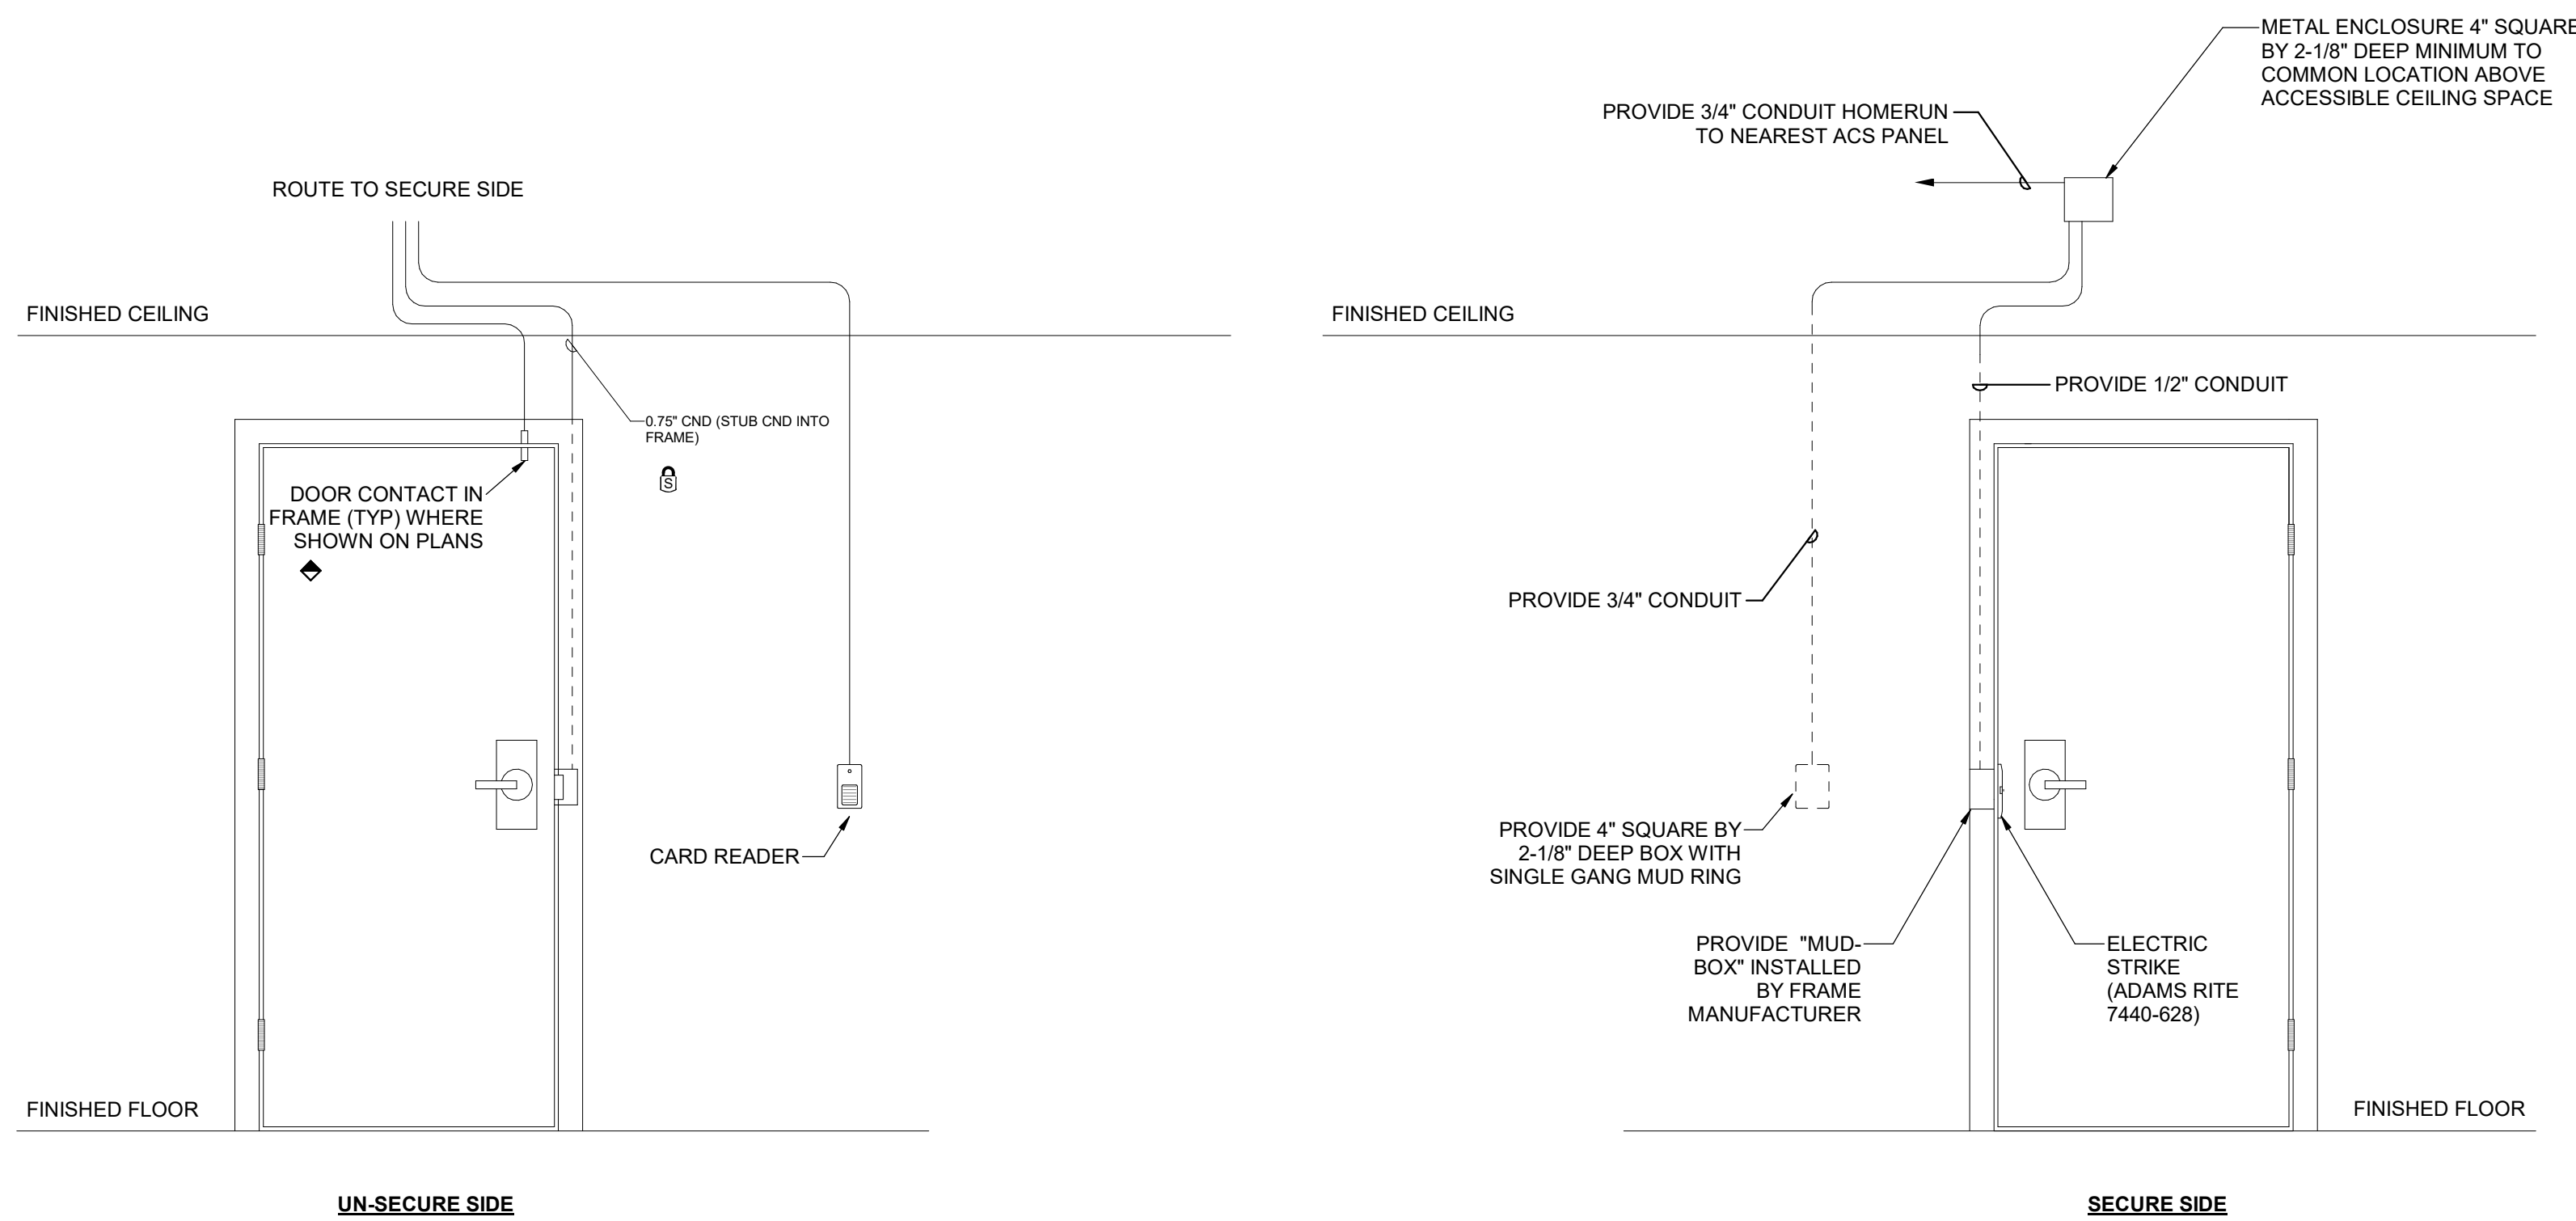 METAL ENCLOSURE 4" SQUARE
BY 2-1/8" DEEP MINIMUM TO
COMMON LOCATION ABOVE
ACCESSIBLE CEILING SPACE
PROVIDE 3/4" CONDUIT HOMERUN
TO NEAREST ACS PANEL
ROUTE TO SECURE SIDE
FINISHED CEILING
FINISHED CEILING
PROVIDE 1/2" CONDUIT
0.75" CND (STUB CND INTO
FRAME)
S
DOOR CONTACT IN
FRAME (TYP) WHERE
SHOWN ON PLANS
PROVIDE 3/4" CONDUIT
CARD READER
PROVIDE 4" SQUARE BY
2-1/8" DEEP BOX WITH
SINGLE GANG MUD RING
PROVIDE "MUD-
BOX" INSTALLED
BY FRAME
MANUFACTURER
ELECTRIC
STRIKE
(ADAMS RITE
7440-628)
FINISHED FLOOR
FINISHED FLOOR
UN-SECURE SIDE
SECURE SIDE